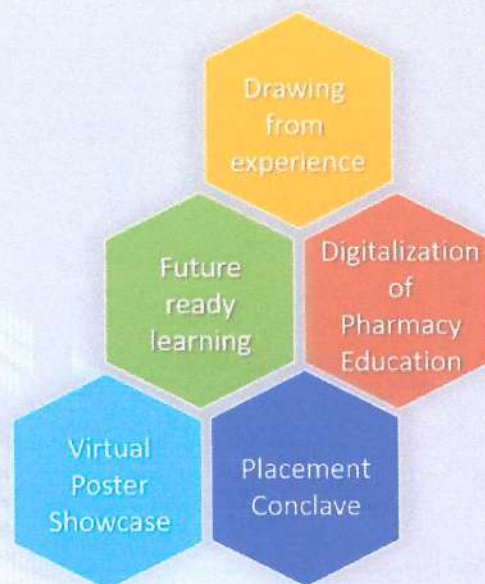 Drawing
from
experience
Future
ready
learning
Digitalization
of
Pharmacy
Education
Virtual
Poster
Showcase
Placement
Conclave